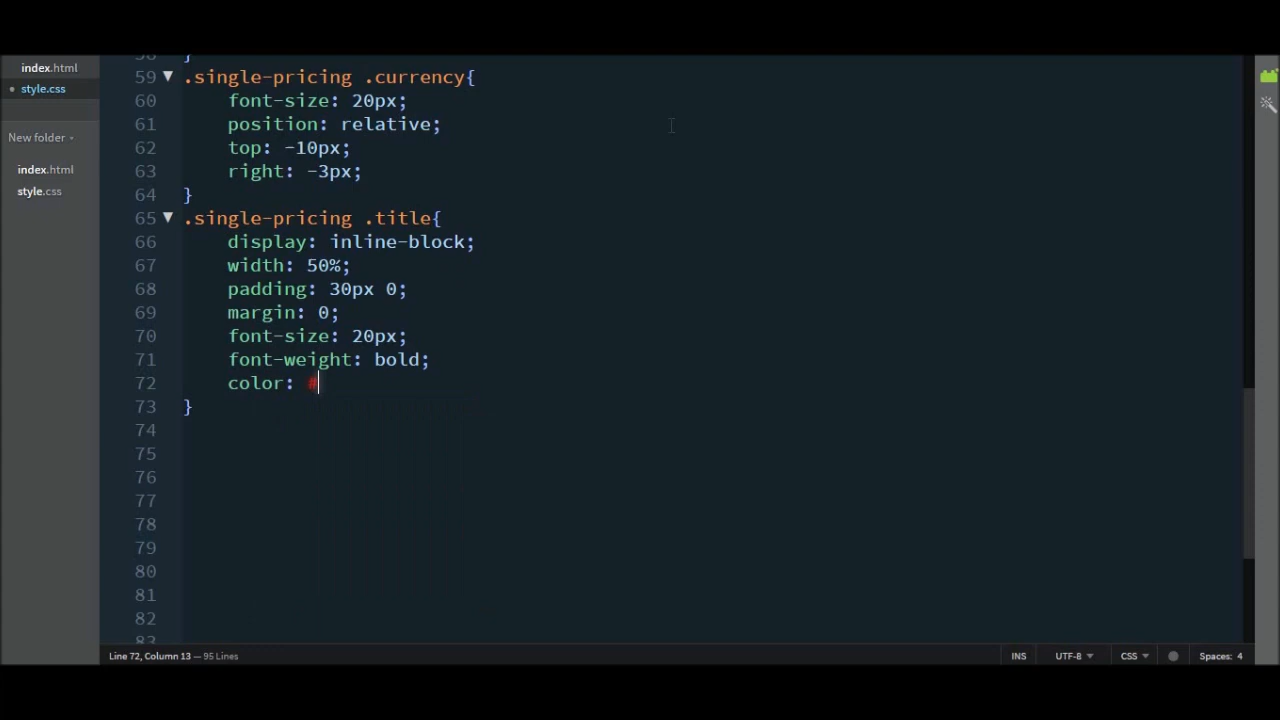 index.html
• style.css
New folder
index.html
style.css
59 .single-pricing .currency{
60 font-size: 20px;
61 position: relative;
62 top: -10px;
63 right: -3px;
64 }
65 .single-pricing .title{
66 display: inline-block;
67 width: 50%;
68 padding: 30px 0;
69 margin: 0;
70 font-size: 20px;
71 font-weight: bold;
72 color: #
73 }
74
75
76
77
78
79
80
81
82
Line 72, Column 13 — 95 Lines
INS
UTF-8
CSS
Spaces: 4